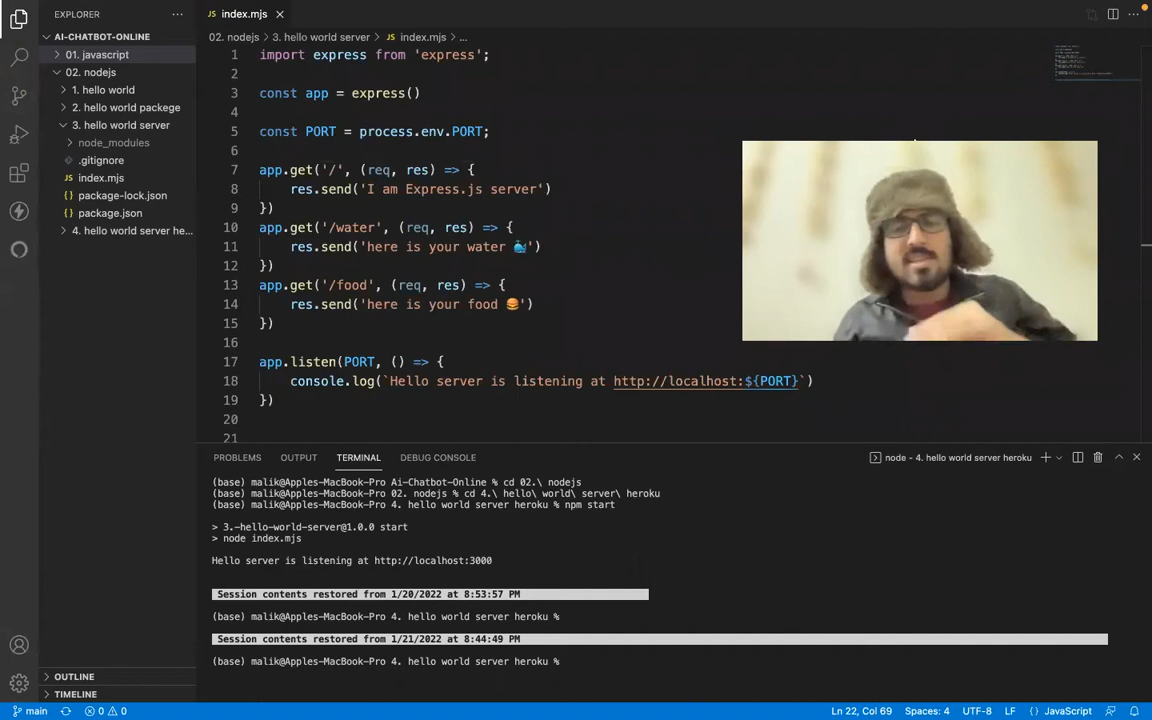 EXPLORER
index.mjs
AI-CHATBOT-ONLINE
02. nodejs > 3. hello world server > index.mjs > ...
01. javascript
02. nodejs
1. hello world
2. hello world packege
3. hello world server
node_modules
.gitignore
index.mjs
package-lock.json
package.json
4. hello world server he...
1 import express from 'express';
2
3 const app = express()
4
5 const PORT = process.env.PORT;
6
7 app.get('/', (req, res) => {
8 res.send('I am Express.js server')
9 })
10 app.get('/water', (req, res) => {
11 res.send('here is your water 🐳')
12 })
13 app.get('/food', (req, res) => {
14 res.send('here is your food 🍔')
15 })
16
17 app.listen(PORT, () => {
18 console.log(`Hello server is listening at http://localhost:${PORT}`)
19 })
20
21
PROBLEMS OUTPUT TERMINAL DEBUG CONSOLE
node - 4. hello world server heroku
(base) malik@Apples-MacBook-Pro Ai-Chatbot-Online % cd 02.\ nodejs
(base) malik@Apples-MacBook-Pro 02. nodejs % cd 4.\ hello\ world\ server\ heroku
(base) malik@Apples-MacBook-Pro 4. hello world server heroku % npm start
> 3.-hello-world-server@1.0.0 start
> node index.mjs
Hello server is listening at http://localhost:3000
Session contents restored from 1/20/2022 at 8:53:57 PM
(base) malik@Apples-MacBook-Pro 4. hello world server heroku %
Session contents restored from 1/21/2022 at 8:44:49 PM
(base) malik@Apples-MacBook-Pro 4. hello world server heroku %
OUTLINE
TIMELINE
main 0 0 Ln 22, Col 69 Spaces: 4 UTF-8 LF {} JavaScript